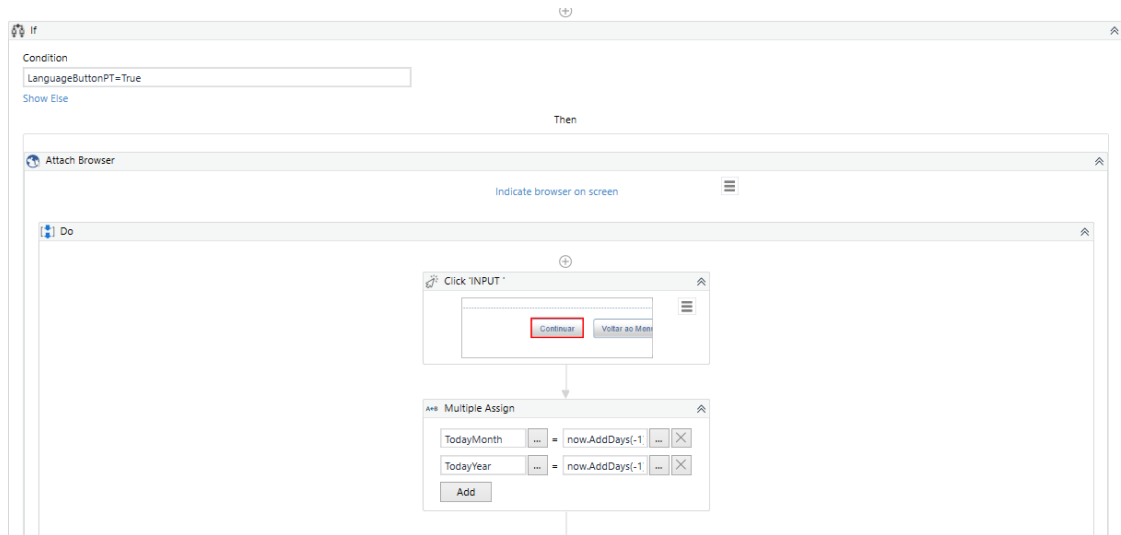 If
Condition
LanguageButtonPT=True
Show Else
Then
Attach Browser
Indicate browser on screen
Do
Click 'INPUT '
Continuar Voltar ao Men
A+B Multiple Assign
TodayMonth ... = now.AddDays(-1 ...
TodayYear ... = now.AddDays(-1 ...
Add